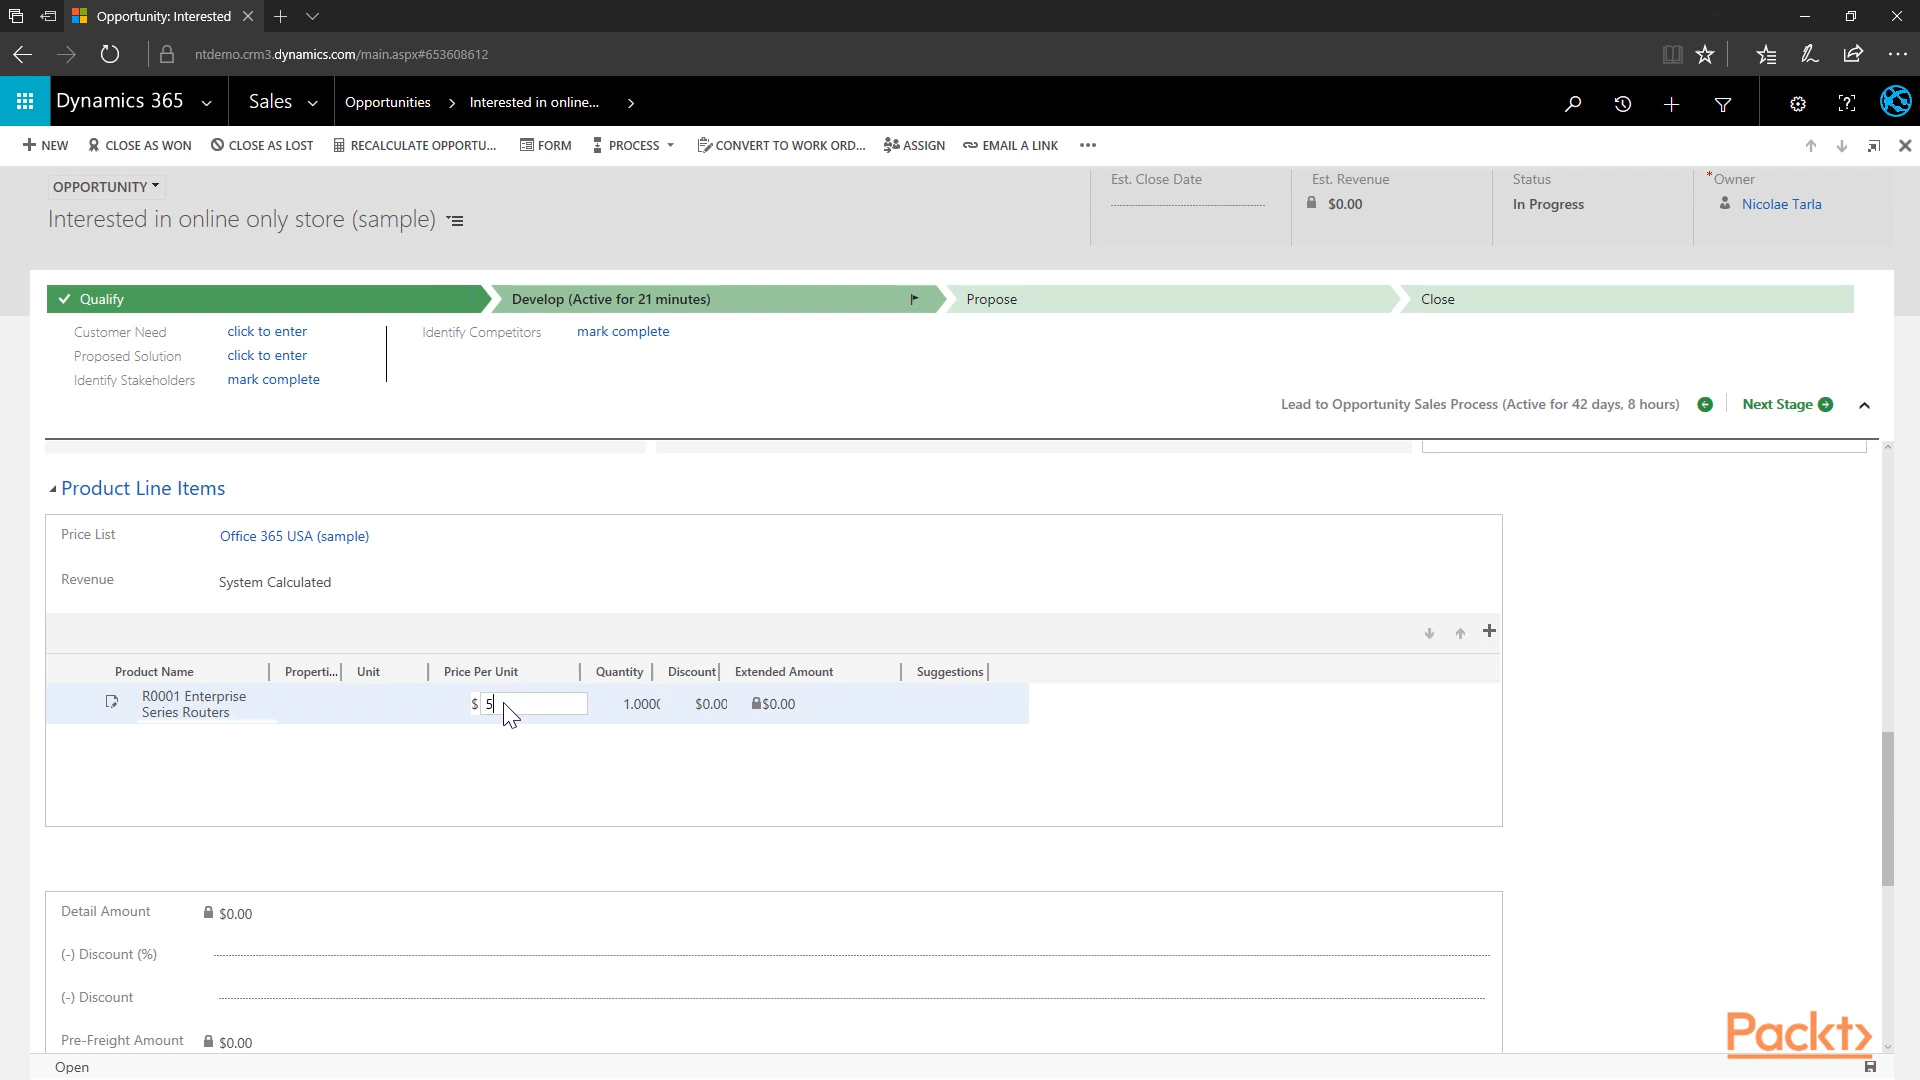 Opportunity: Interested
ntdemo.crm3.dynamics.com/main.aspx#653608612
Dynamics 365
Sales
Opportunities
Interested in online...
NEW
CLOSE AS WON
CLOSE AS LOST
RECALCULATE OPPORTU...
FORM
PROCESS
CONVERT TO WORK ORD...
ASSIGN
EMAIL A LINK
OPPORTUNITY
Interested in online only store (sample)
Est. Close Date
Est. Revenue
$0.00
Status
In Progress
*Owner
Nicolae Tarla
Qualify
Develop (Active for 21 minutes)
Propose
Close
Customer Need
click to enter
Proposed Solution
click to enter
Identify Stakeholders
mark complete
Identify Competitors
mark complete
Lead to Opportunity Sales Process (Active for 42 days, 8 hours)
Next Stage
Product Line Items
Price List
Office 365 USA (sample)
Revenue
System Calculated
Product Name
Properti...
Unit
Price Per Unit
Quantity
Discount
Extended Amount
Suggestions
R0001 Enterprise
Series Routers
$ 5
1.0000
$0.00
$0.00
Detail Amount
$0.00
(-) Discount (%)
(-) Discount
Pre-Freight Amount
$0.00
Open
Packt>